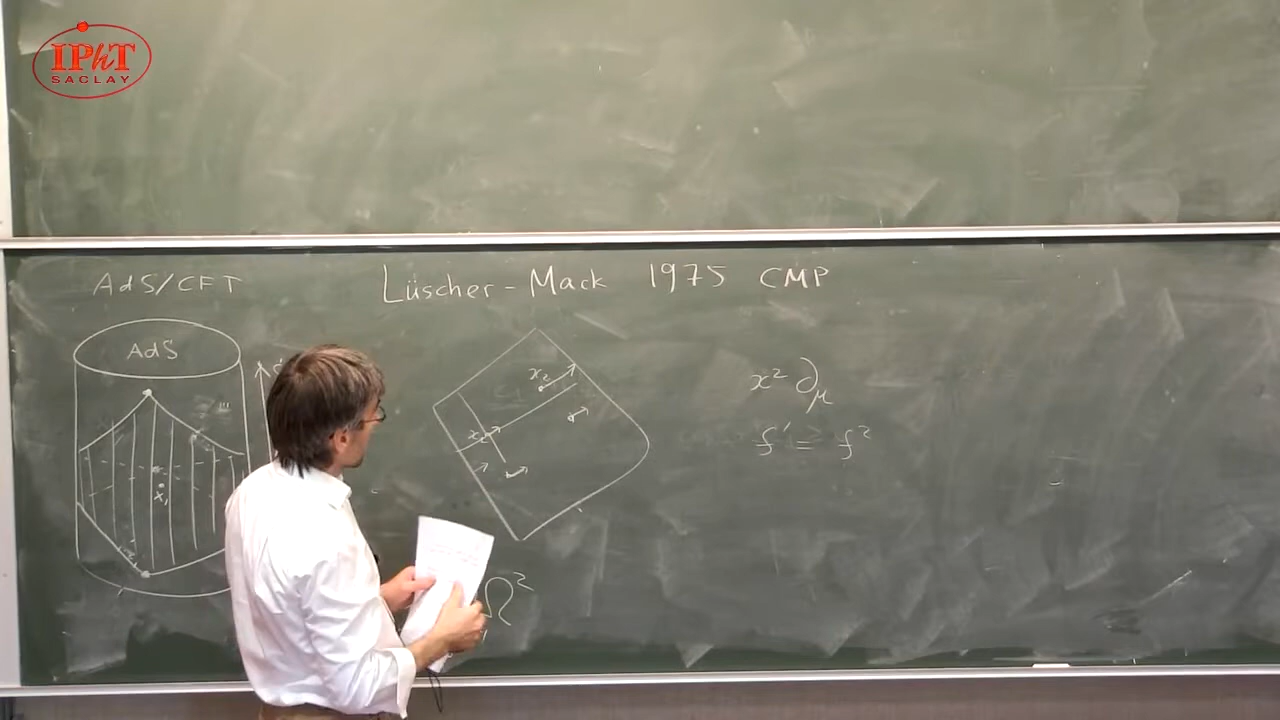 IPhT
SACLAY
AdS/CFT
Lüscher-Mack 1975 CMP
AdS
x₁
x₂
x² ∂μ
f' = f²
Ω²